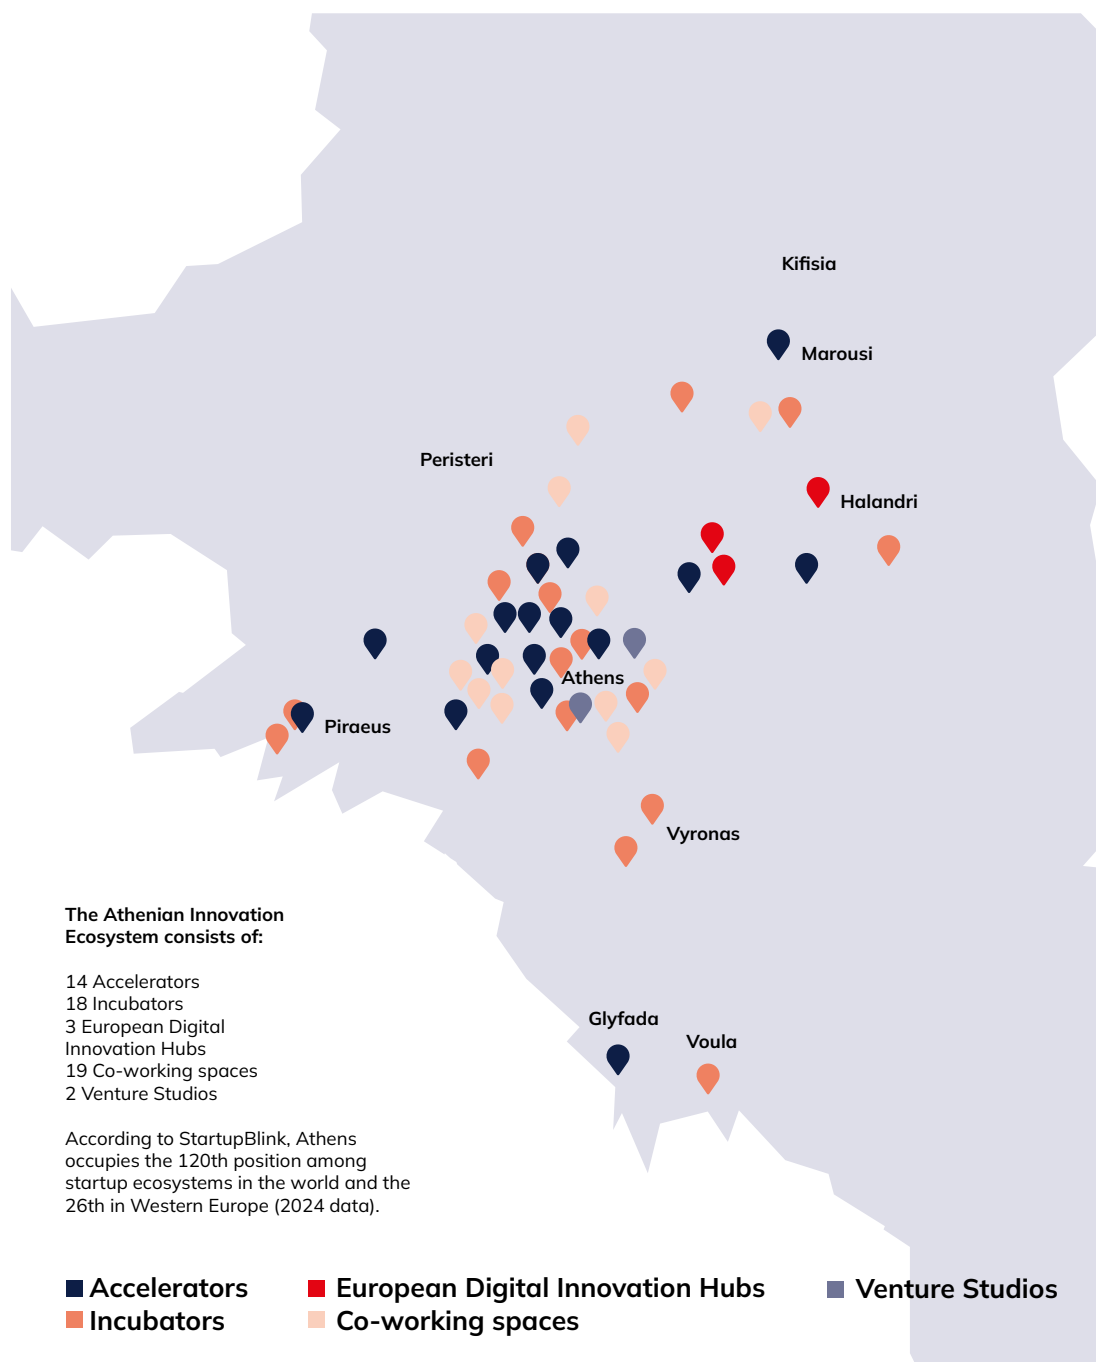 Kifisia
Marousi
Peristeri
Halandri
Athens
Piraeus
Vyronas
The Athenian Innovation
Ecosystem consists of:
14 Accelerators
18 Incubators
3 European Digital
Innovation Hubs
19 Co-working spaces
2 Venture Studios
According to StartupBlink, Athens
occupies the 120th position among
startup ecosystems in the world and the
26th in Western Europe (2024 data).
Glyfada
Voula
Accelerators
Incubators
European Digital Innovation Hubs
Co-working spaces
Venture Studios